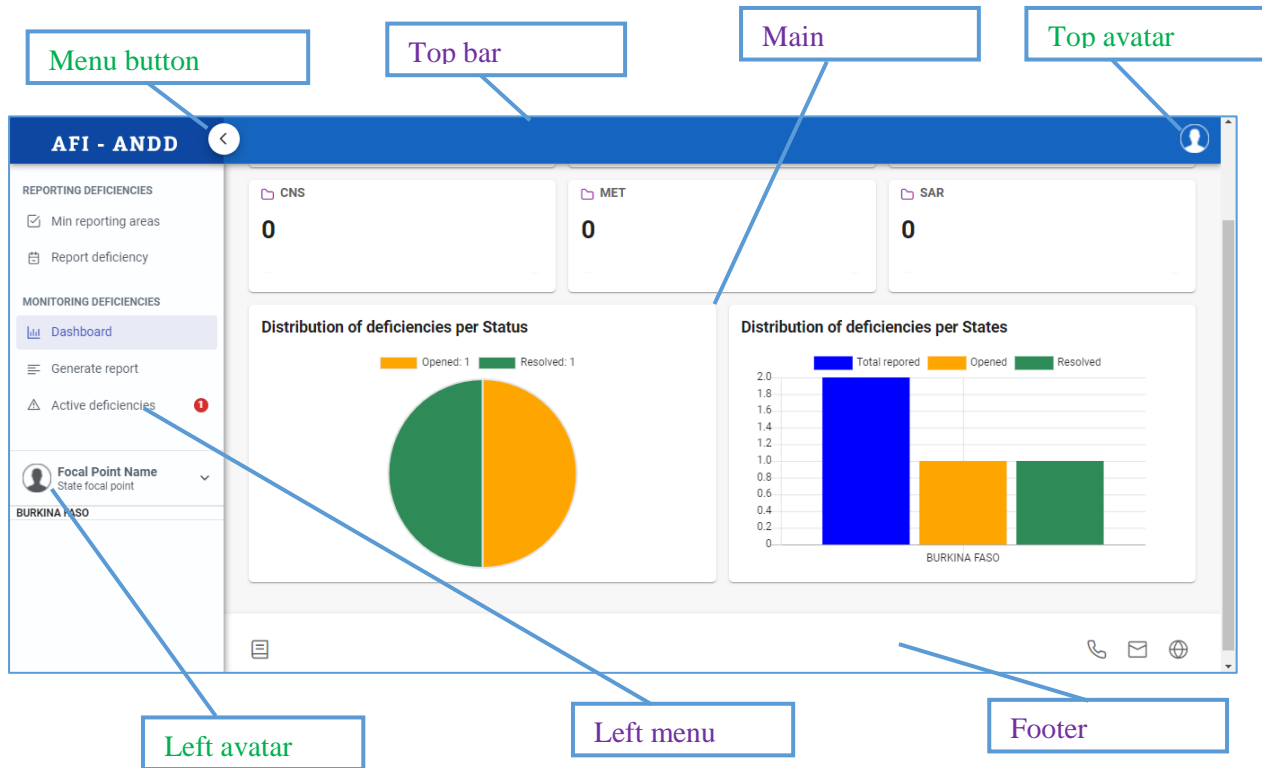 Menu button
Top bar
Main
Top avatar
AFI - ANDD
REPORTING DEFICIENCIES
Min reporting areas
Report deficiency
MONITORING DEFICIENCIES
Dashboard
Generate report
Active deficiencies 1
Focal Point Name
State focal point
BURKINA FASO
CNS
0
MET
0
SAR
0
Distribution of deficiencies per Status
Opened: 1 Resolved: 1
Distribution of deficiencies per States
Total repored Opened Resolved
2.0
1.8
1.6
1.4
1.2
1.0
0.8
0.6
0.4
0.2
0
BURKINA FASO
Left avatar
Left menu
Footer